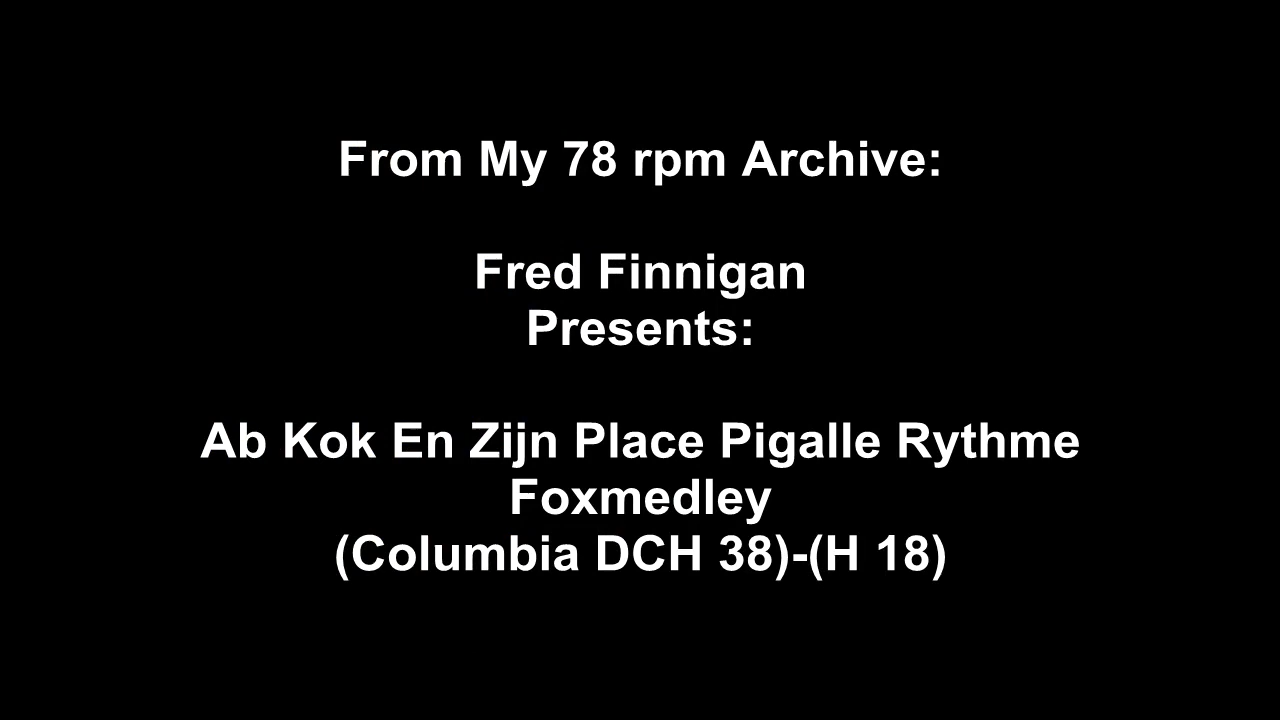 From My 78 rpm Archive:
Fred Finnigan
Presents:
Ab Kok En Zijn Place Pigalle Rythme
Foxmedley
(Columbia DCH 38)-(H 18)